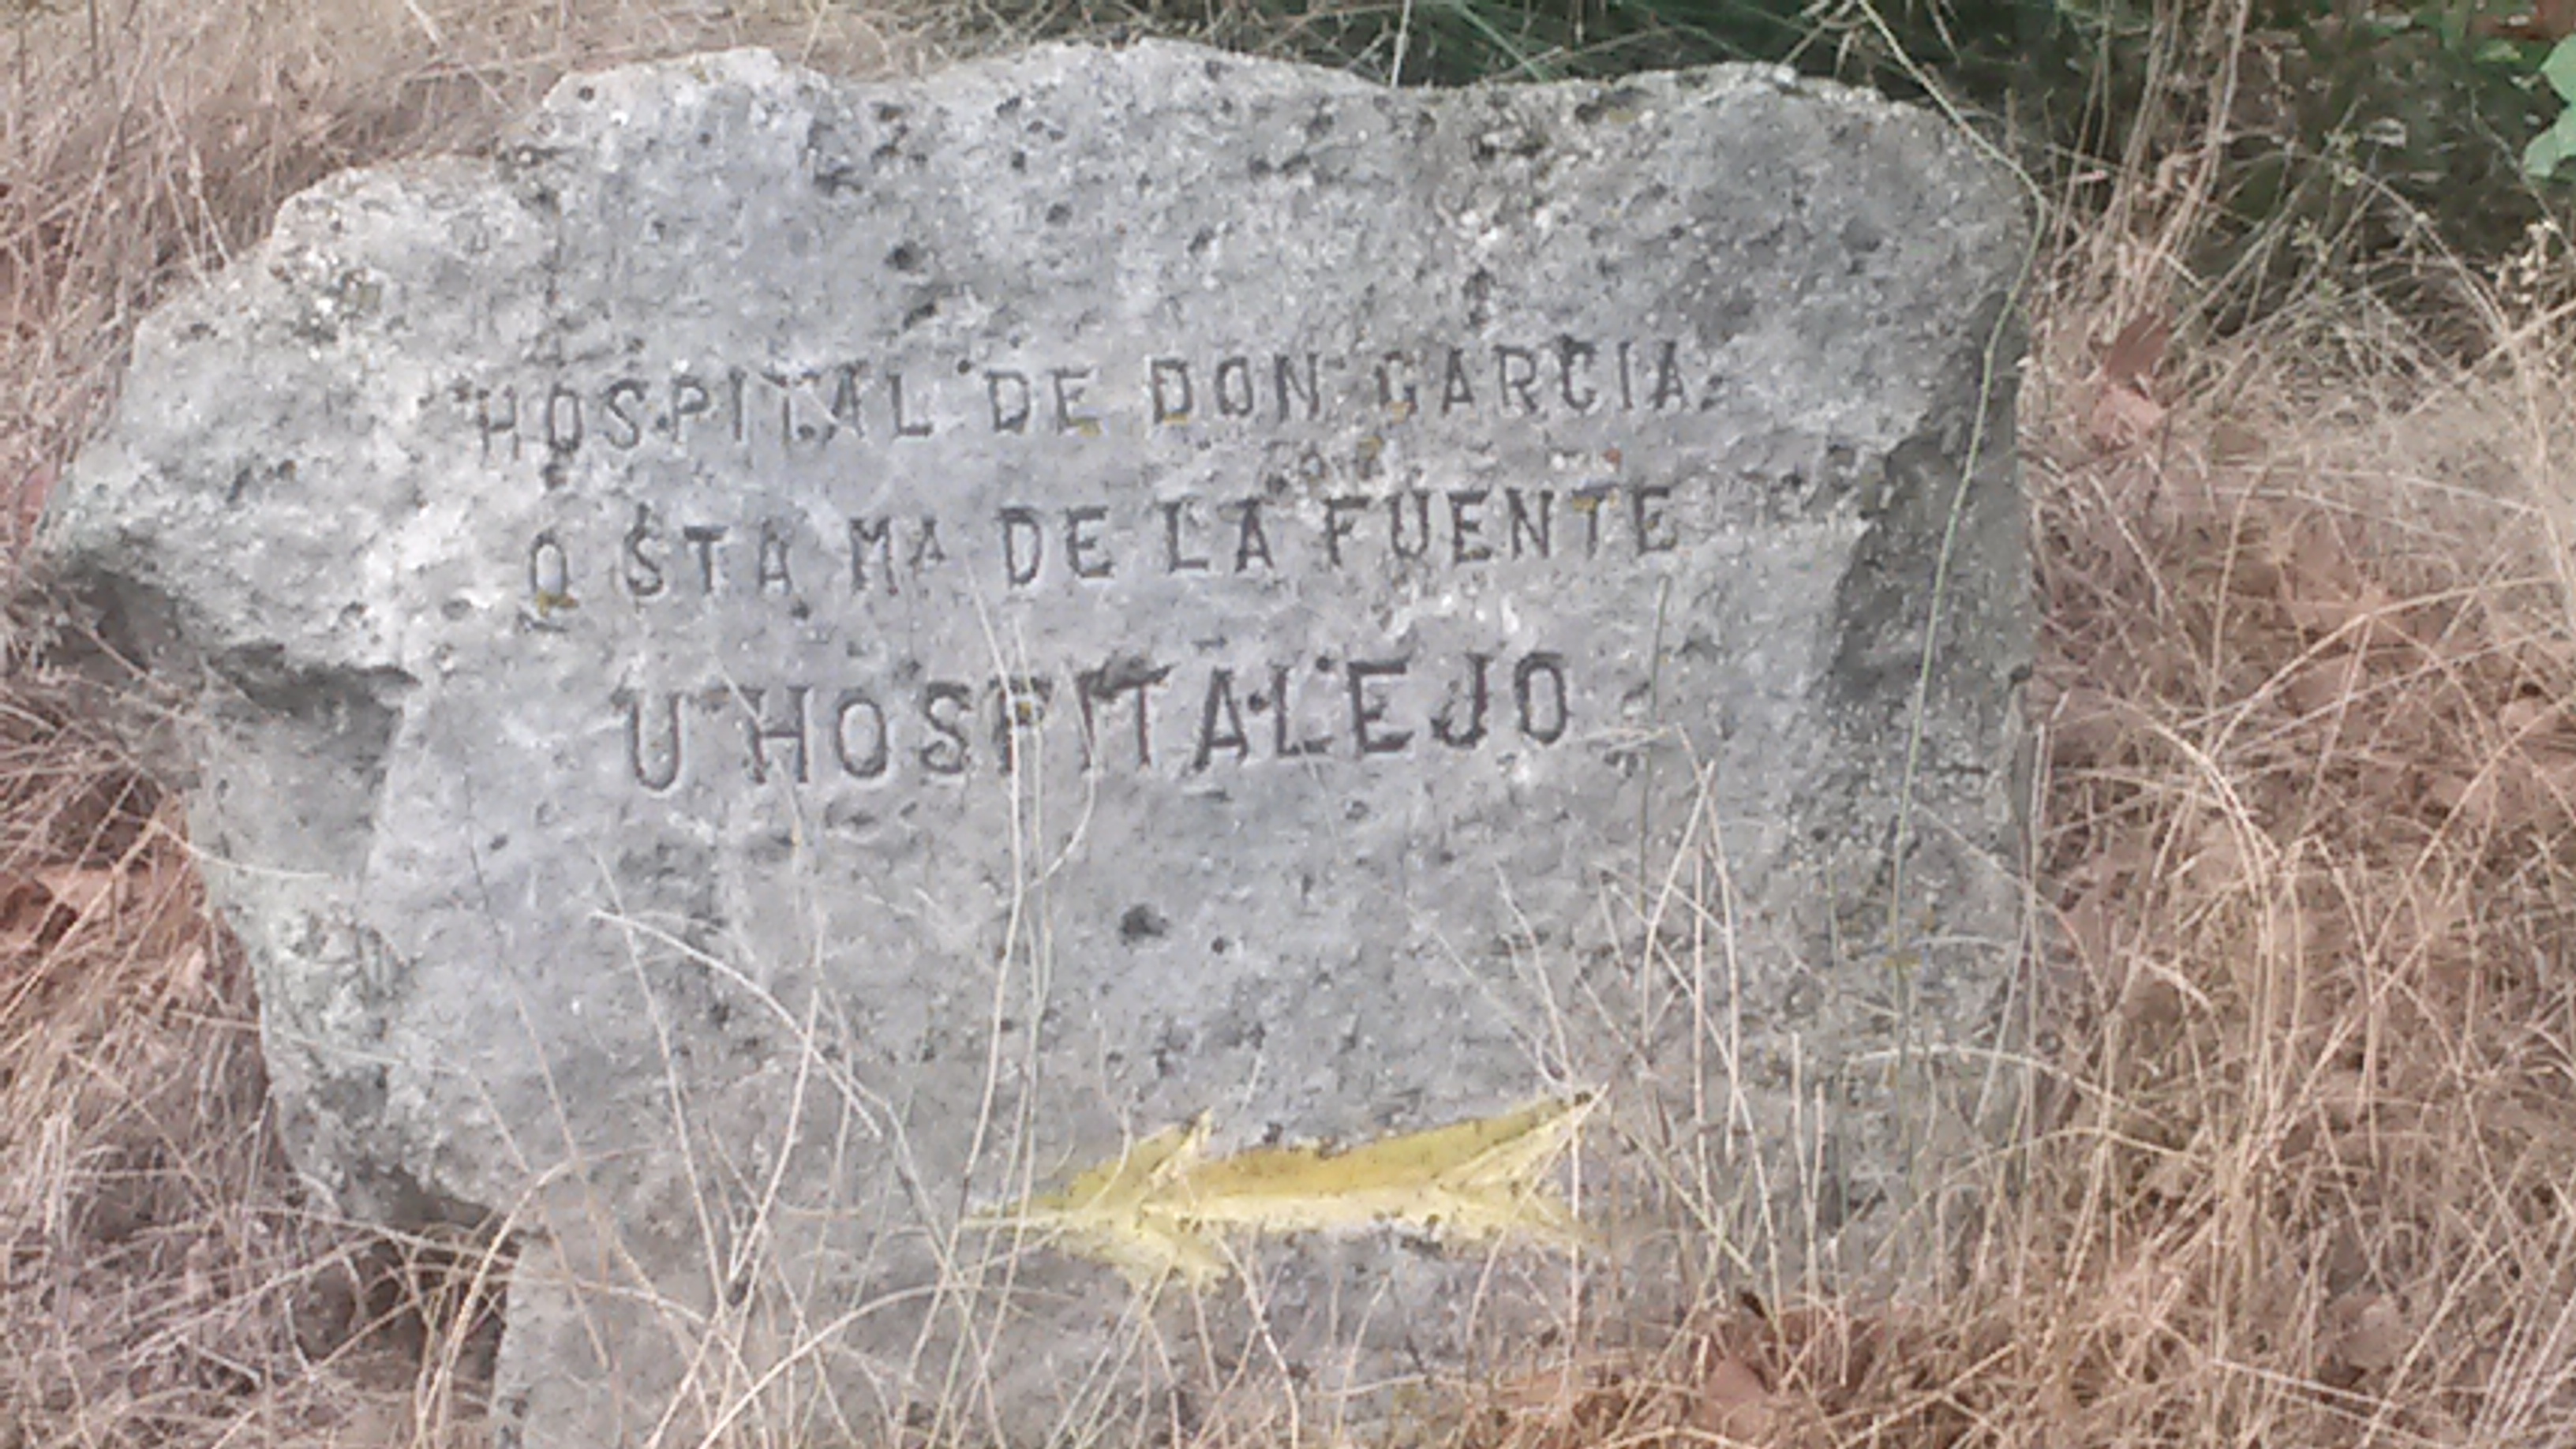 HOSPITAL DE DON GARCIA
O STA Mª DE LA FUENTE
U HOSPITALEJO